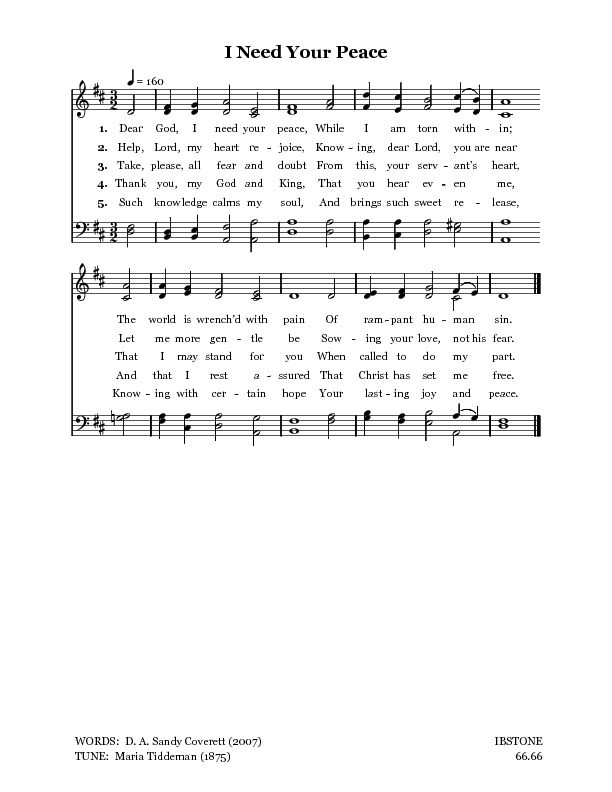 I Need Your Peace
= 160
3 2
1. Dear God, I need your peace, While I am torn with - in;
2. Help, Lord, my heart re - joice, Know - ing, dear Lord, you are near
3. Take, please, all fear and doubt From this, your serv - ant's heart,
4. Thank you, my God and King, That you hear ev - en me,
5. Such knowledge calms my soul, And brings such sweet re - lease,
3 2
The world is wrench'd with pain Of ram - pant hu - man sin.
Let me more gen - tle be Sow - ing your love, not his fear.
That I may stand for you When called to do my part.
And that I rest a - ssured That Christ has set me free.
Know - ing with cer - tain hope Your last - ing joy and peace.
WORDS: D. A. Sandy Coverett (2007) IBSTONE
TUNE: Maria Tiddeman (1875) 66.66